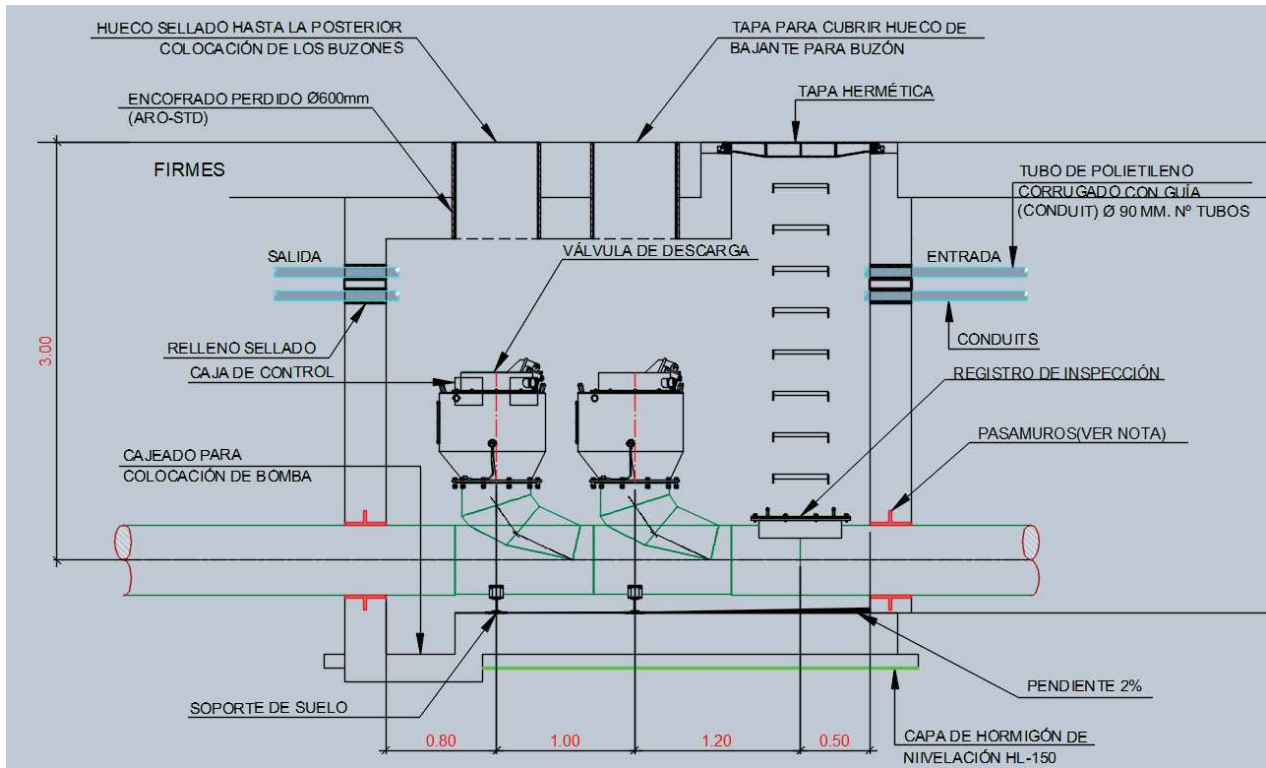 HUECO SELLADO HASTA LA POSTERIOR
COLOCACIÓN DE LOS BUZONES
TAPA PARA CUBRIR HUECO DE
BAJANTE PARA BUZÓN
ENCOFRADO PERDIDO Ø600mm
(ARO-STD)
TAPA HERMÉTICA
FIRMES
TUBO DE POLIETILENO
CORRUGADO CON GUÍA
(CONDUIT) Ø 90 MM. Nº TUBOS
SALIDA
VÁLVULA DE DESCARGA
ENTRADA
3.00
RELLENO SELLADO
CONDUITS
CAJA DE CONTROL
REGISTRO DE INSPECCIÓN
PASAMUROS(VER NOTA)
CAJEADO PARA
COLOCACIÓN DE BOMBA
SOPORTE DE SUELO
PENDIENTE 2%
0.80
1.00
1.20
0.50
CAPA DE HORMIGÓN DE
NIIVELACIÓN HL-150